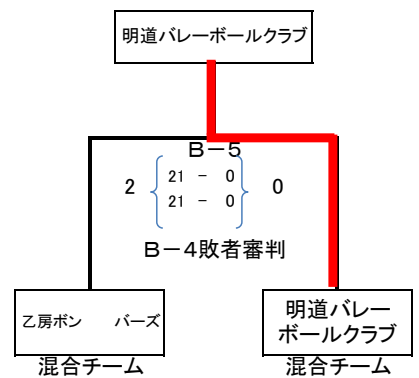 明道バレーボールクラブ
B－5
2 21 － 0 0
21 － 0
B－4敗者審判
乙房ボン バーズ
明道バレー
ボールクラブ
混合チーム 混合チーム